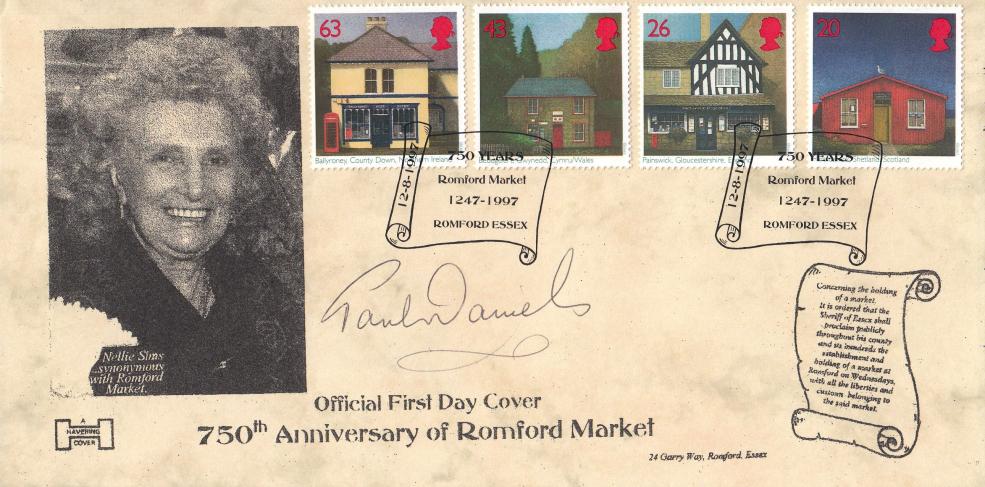 63
43
26
20
Ballyroney, County Down, Northern Ireland
Cymru/Wales
Painswick, Gloucestershire,
Shetland, Scotland
12-8-1997
750 YEARS
Romford Market
1247-1997
ROMFORD ESSEX
12-8-1997
750 YEARS
Romford Market
1247-1997
ROMFORD ESSEX
Paul Daniels
Concerning the holding
of a market.
It is ordered that the
Sheriff of Essex shall
proclaim publicly
throughout his county
and six hundreds the
establishment and
holding of a market at
Romford on Wednesdays,
with all the liberties and
custom belonging to
the said market.
Nellie Sims
synonymous
with Romford
Market.
Official First Day Cover
750th Anniversary of Romford Market
HAVERING
COVER
24 Garry Way, Romford. Essex